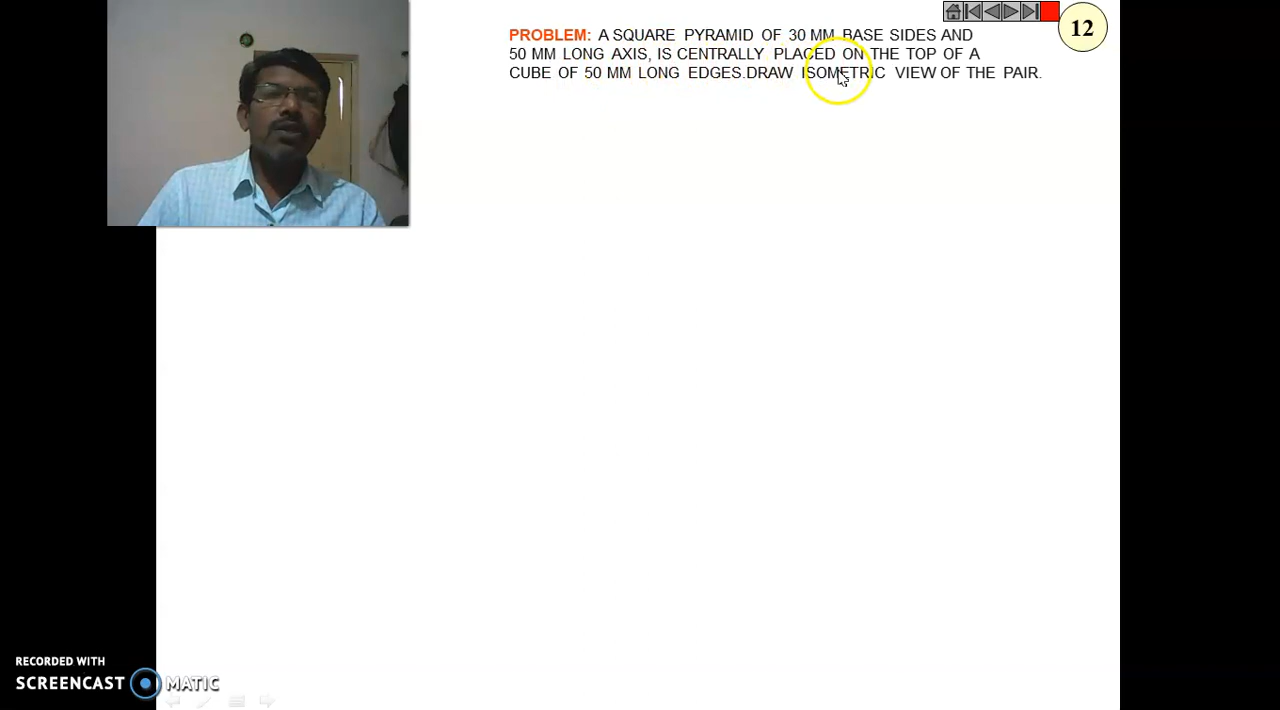 12
PROBLEM: A SQUARE PYRAMID OF 30 MM BASE SIDES AND
50 MM LONG AXIS, IS CENTRALLY PLACED ON THE TOP OF A
CUBE OF 50 MM LONG EDGES.DRAW ISOMETRIC VIEW OF THE PAIR.
RECORDED WITH
SCREENCAST MATIC